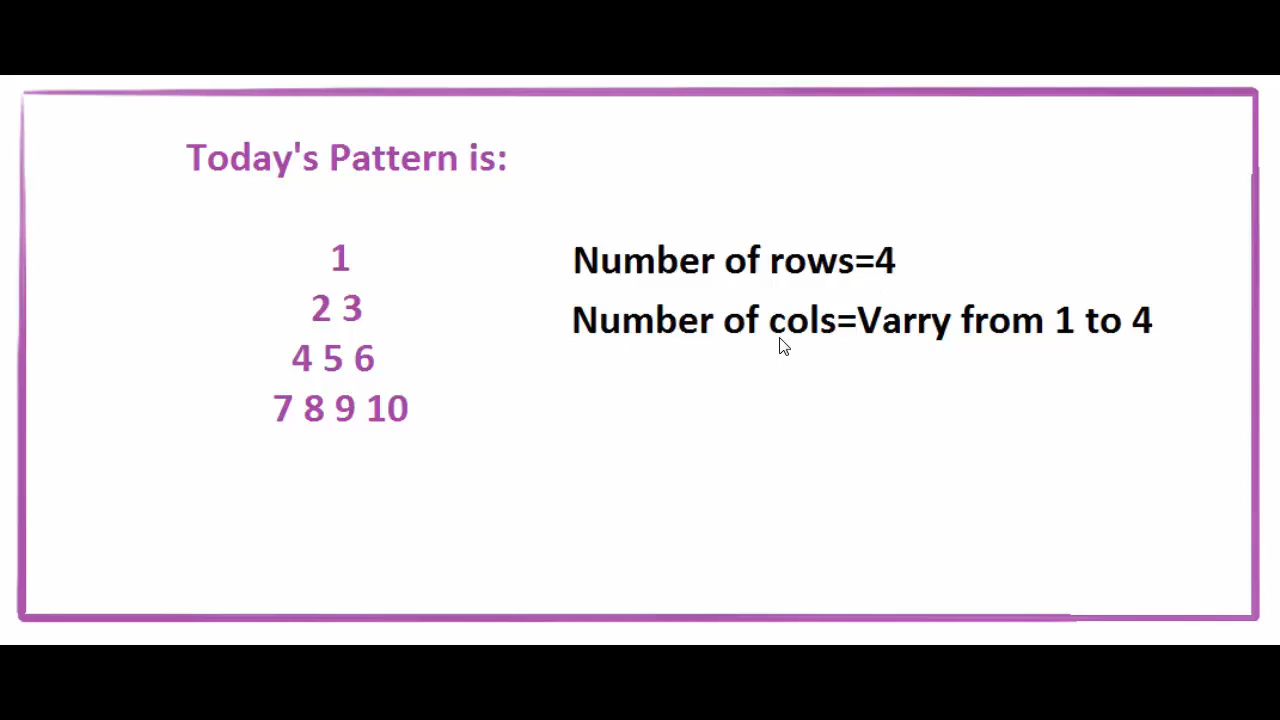 Today's Pattern is:
1
2 3
4 5 6
7 8 9 10
Number of rows=4
Number of cols=Varry from 1 to 4